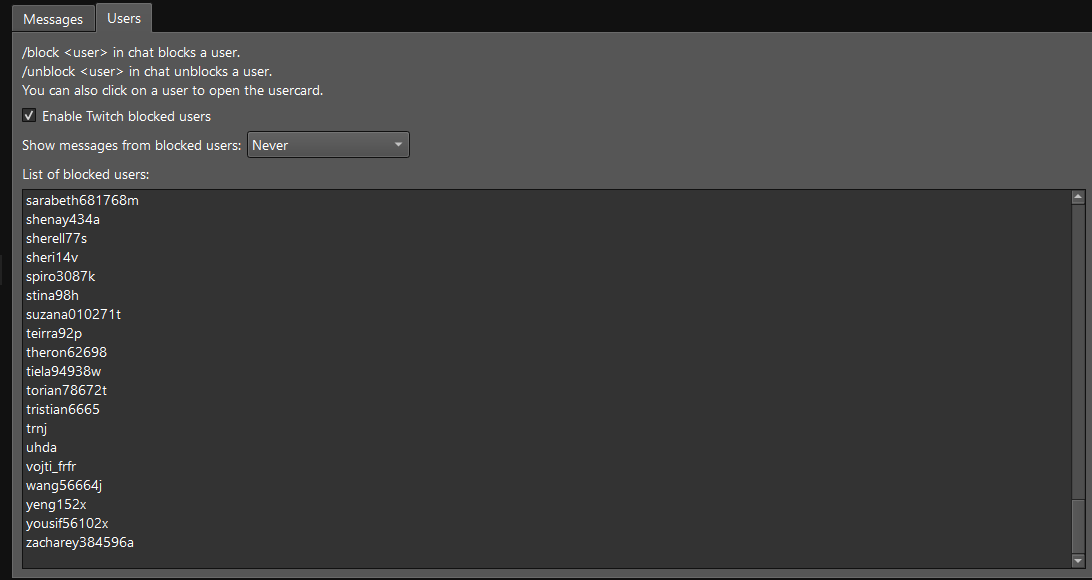 Messages Users
/block <user> in chat blocks a user.
/unblock <user> in chat unblocks a user.
You can also click on a user to open the usercard.
Enable Twitch blocked users
Show messages from blocked users: Never
List of blocked users:
sarabeth681768m
shenay434a
sherell77s
sheri14v
spiro3087k
stina98h
suzana010271t
teirra92p
theron62698
tiela94938w
torian78672t
tristian6665
trnj
uhda
vojti_frfr
wang56664j
yeng152x
yousif56102x
zacharey384596a